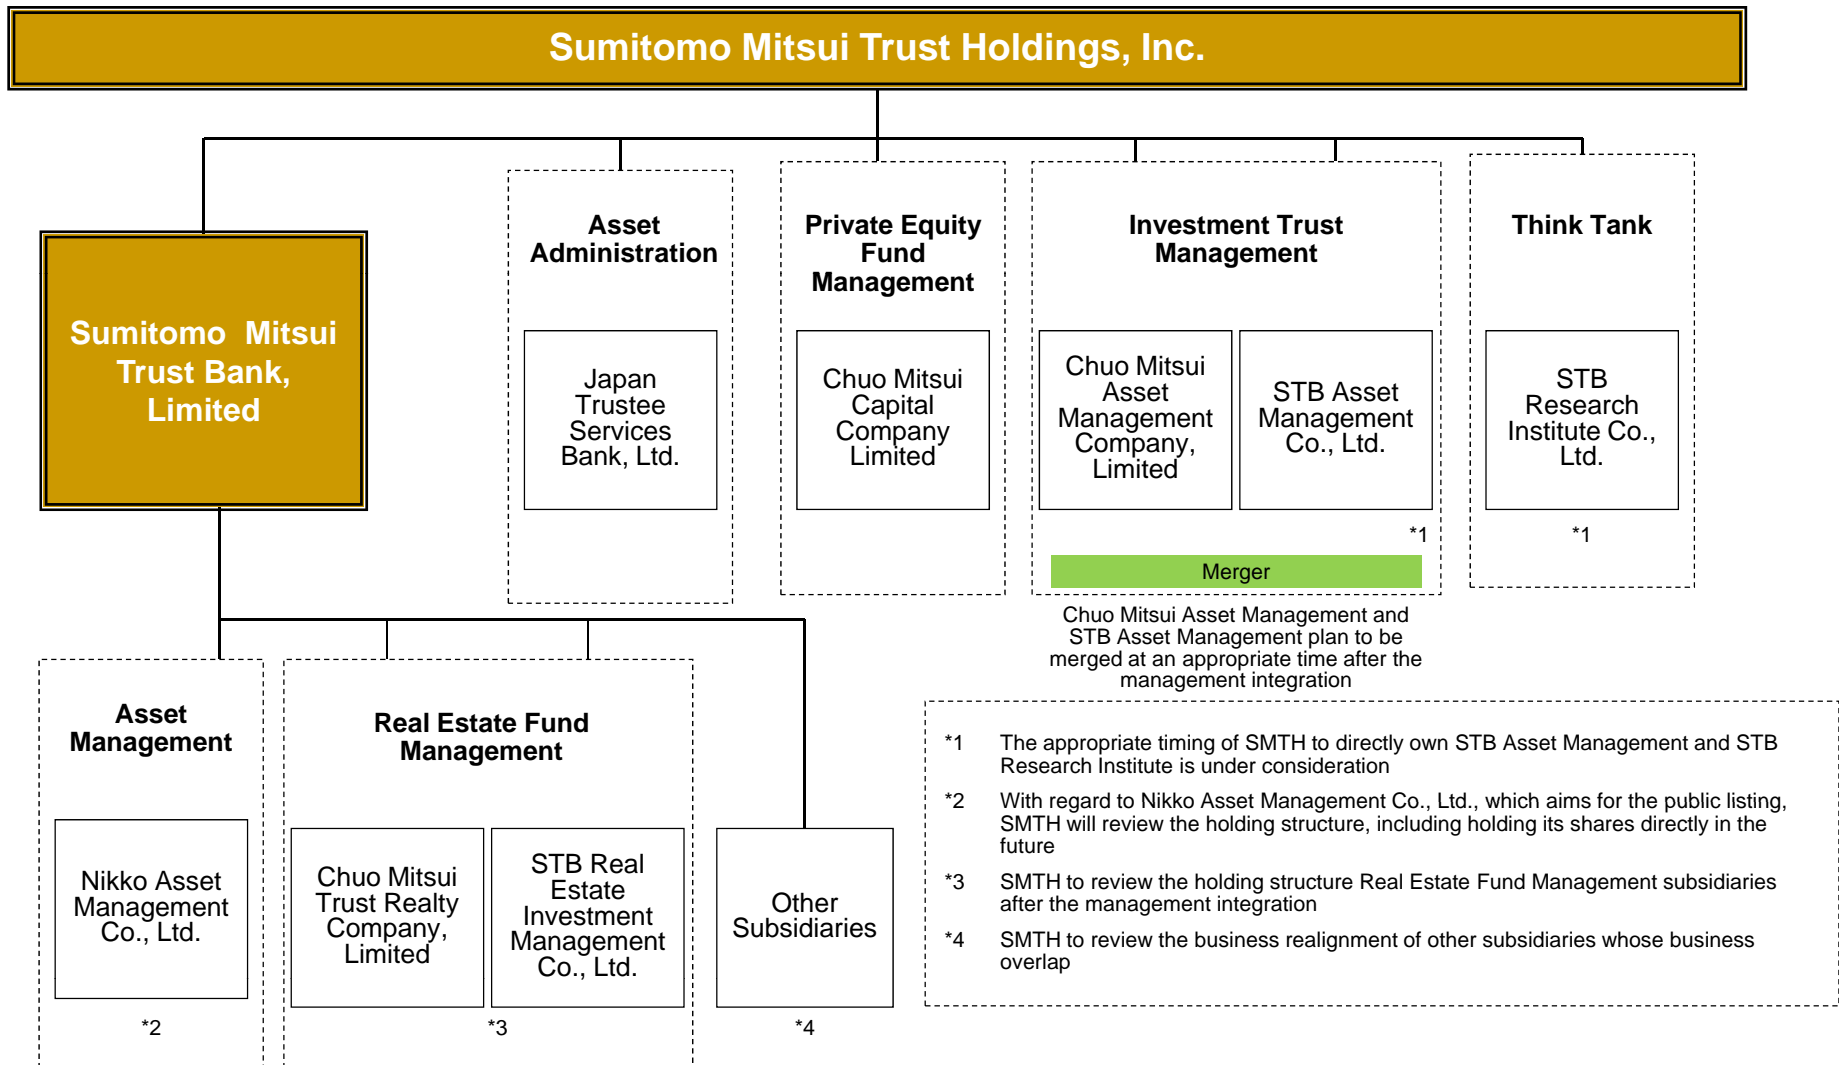 Sumitomo Mitsui Trust Holdings, Inc.
Sumitomo Mitsui
Trust Bank,
Limited
Asset
Administration
Japan
Trustee
Services
Bank, Ltd.
Private Equity
Fund
Management
Chuo Mitsui
Capital
Company
Limited
Investment Trust
Management
Chuo Mitsui
Asset
Management
Company,
Limited
STB Asset
Management
Co., Ltd.
*1
Merger
Chuo Mitsui Asset Management and
STB Asset Management plan to be
merged at an appropriate time after the
management integration
Think Tank
STB
Research
Institute Co.,
Ltd.
*1
Asset
Management
Nikko Asset
Management
Co., Ltd.
*2
Real Estate Fund
Management
Chuo Mitsui
Trust Realty
Company,
Limited
STB Real
Estate
Investment
Management
Co., Ltd.
*3
Other
Subsidiaries
*4
*1 The appropriate timing of SMTH to directly own STB Asset Management and STB
Research Institute is under consideration
*2 With regard to Nikko Asset Management Co., Ltd., which aims for the public listing,
SMTH will review the holding structure, including holding its shares directly in the
future
*3 SMTH to review the holding structure Real Estate Fund Management subsidiaries
after the management integration
*4 SMTH to review the business realignment of other subsidiaries whose business
overlap